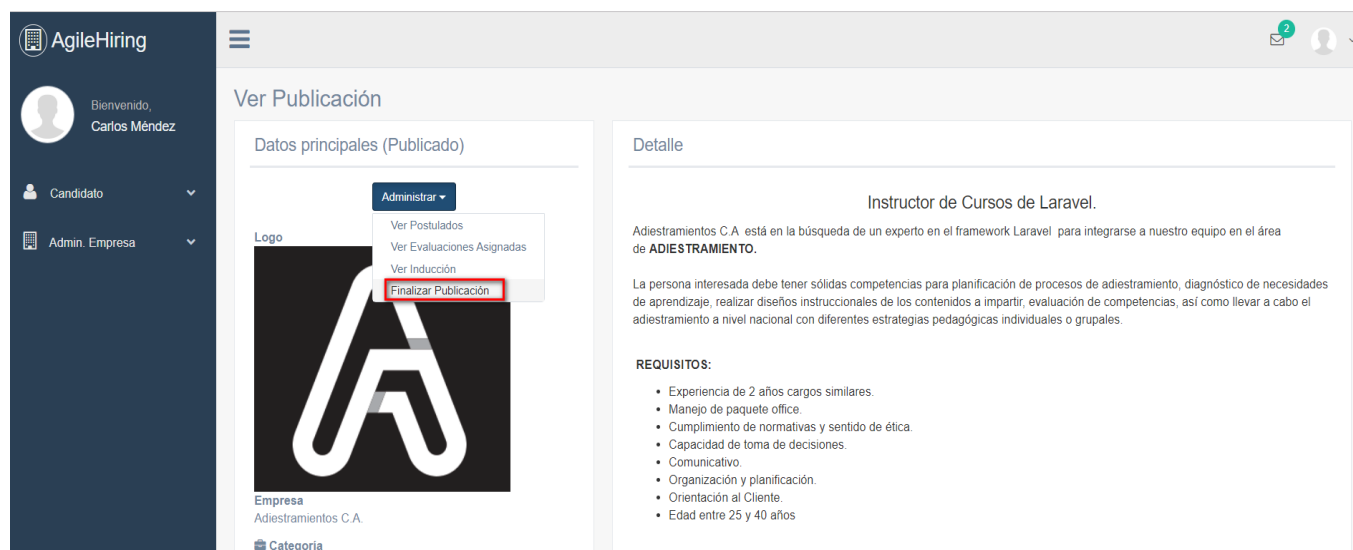 AgileHiring
2
Bienvenido,
Carlos Méndez
Candidato
Admin. Empresa
Ver Publicación
Datos principales (Publicado)
Administrar
Ver Postulados
Ver Evaluaciones Asignadas
Ver Inducción
Finalizar Publicación
Logo
Empresa
Adiestramientos C.A.
Categoría
Detalle
Instructor de Cursos de Laravel.
Adiestramientos C.A está en la búsqueda de un experto en el framework Laravel para integrarse a nuestro equipo en el área
de ADIESTRAMIENTO.
La persona interesada debe tener sólidas competencias para planificación de procesos de adiestramiento, diagnóstico de necesidades
de aprendizaje, realizar diseños instruccionales de los contenidos a impartir, evaluación de competencias, así como llevar a cabo el
adiestramiento a nivel nacional con diferentes estrategias pedagógicas individuales o grupales.
REQUISITOS:
• Experiencia de 2 años cargos similares.
• Manejo de paquete office.
• Cumplimiento de normativas y sentido de ética.
• Capacidad de toma de decisiones.
• Comunicativo.
• Organización y planificación.
• Orientación al Cliente.
• Edad entre 25 y 40 años